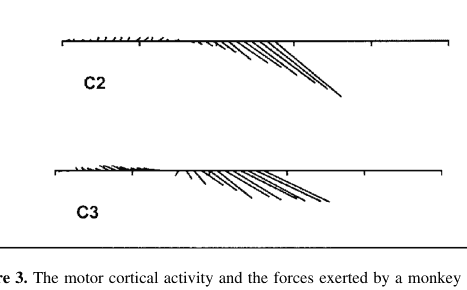 C2
C3
re 3. The motor cortical activity and the forces exerted by a monkey